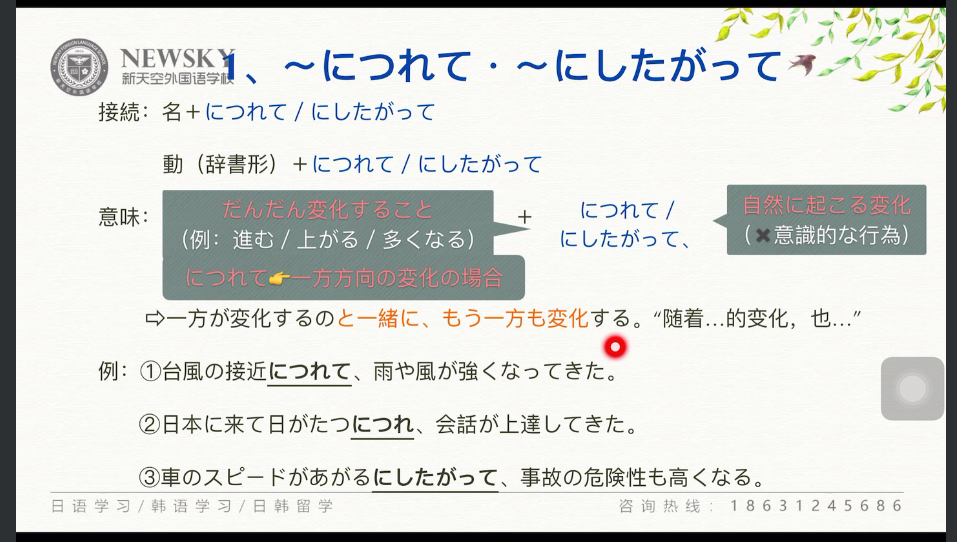 NEWSKY
新天空外国语学校
1、～につれて・～にしたがって
接続：名＋につれて / にしたがって
動（辞書形）＋につれて / にしたがって
意味：
だんだん変化すること
（例：進む / 上がる / 多くなる）
＋
につれて /
にしたがって、
自然に起こる変化
（✖意識的な行為）
につれて👉一方方向の変化の場合
⇨一方が変化するのと一緒に、もう一方も変化する。“随着…的变化，也…”
例：①台風の接近につれて、雨や風が強くなってきた。
②日本に来て日がたつにつれ、会話が上達してきた。
③車のスピードがあがるにしたがって、事故の危険性も高くなる。
日语学习/韩语学习/日韩留学
咨询热线：18631245686